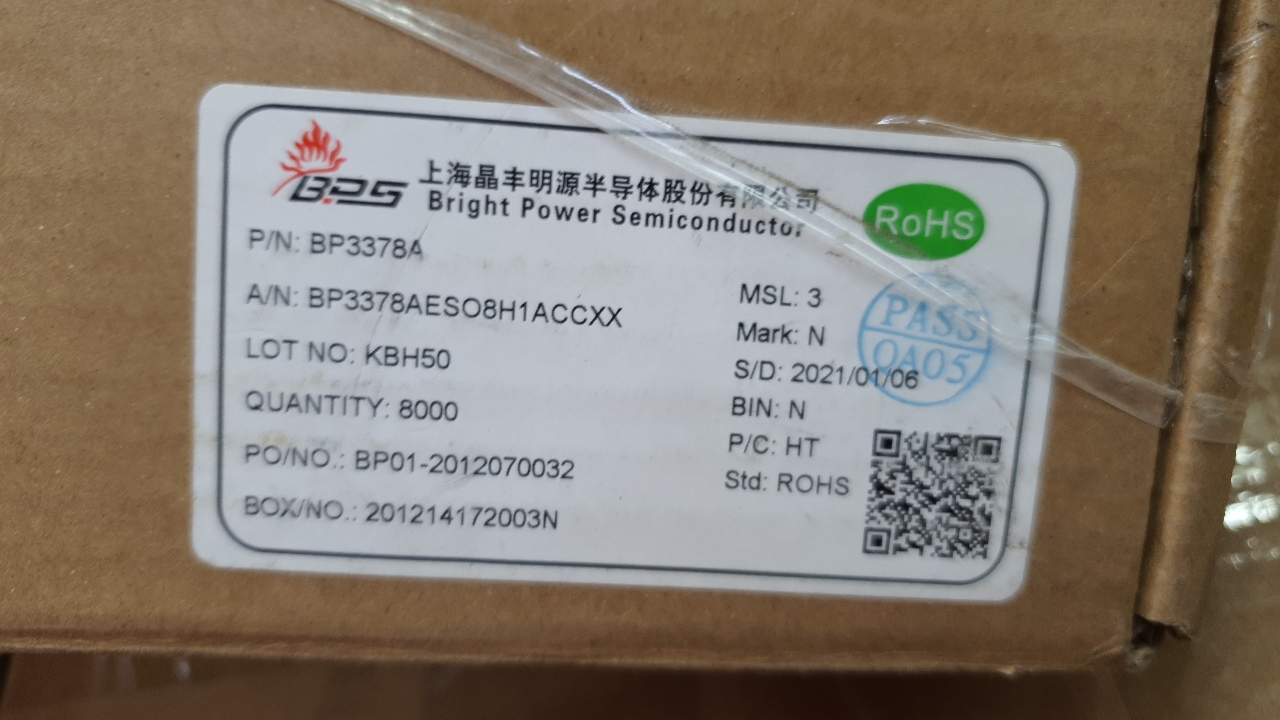 BPS
上海晶丰明源半导体股份有限公司
Bright Power Semiconductor
RoHS
P/N: BP3378A
A/N: BP3378AESO8H1ACCXX
LOT NO: KBH50
QUANTITY: 8000
PO/NO.: BP01-2012070032
BOX/NO.: 201214172003N
MSL: 3
Mark: N
S/D: 2021/01/06
BIN: N
P/C: HT
Std: ROHS
PASS
QA05